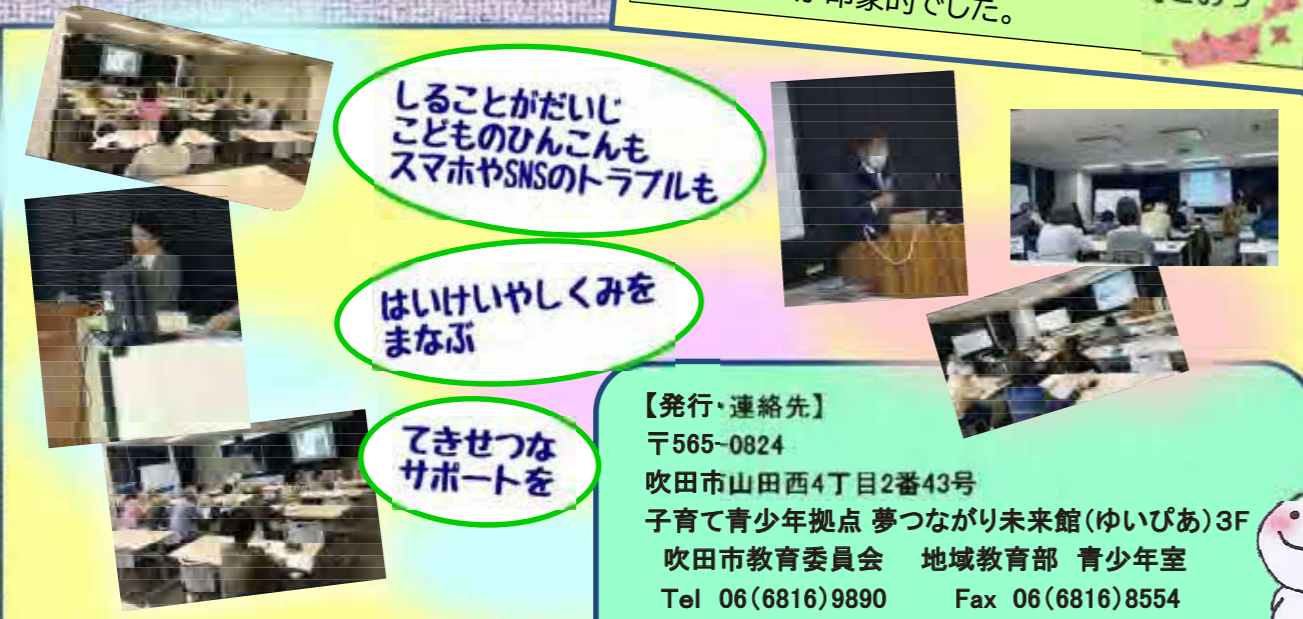 印象的でした。
しることがだいじ
こどものひんこんも
スマホやSNSのトラブルも
はいけいやしくみを
まなぶ
てきせつな
サポートを
【発行・連絡先】
〒565-0824
吹田市山田西4丁目2番43号
子育て青少年拠点 夢つながり未来館(ゆいぴあ)3F
吹田市教育委員会 地域教育部 青少年室
Tel 06(6816)9890 Fax 06(6816)8554